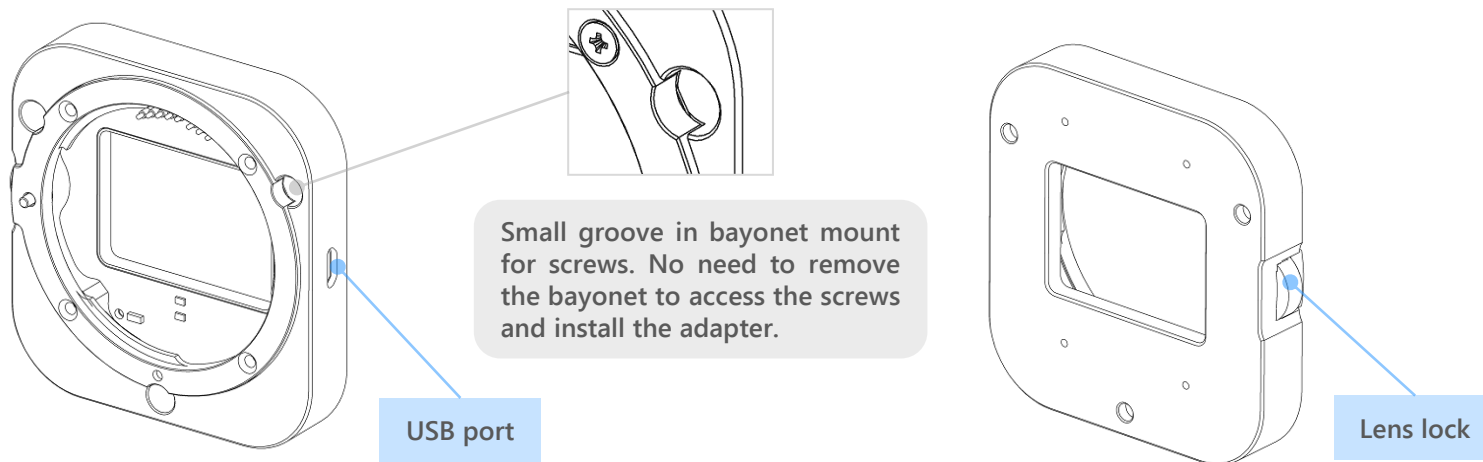 Small groove in bayonet mount
for screws. No need to remove
the bayonet to access the screws
and install the adapter.
USB port
Lens lock